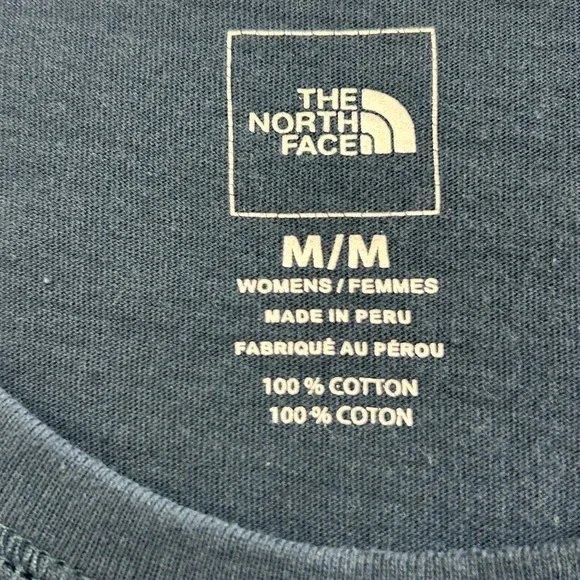 THE
NORTH
FACE
M/M
WOMENS / FEMMES
MADE IN PERU
FABRIQUÉ AU PÉROU
100 % COTTON
100 % COTON